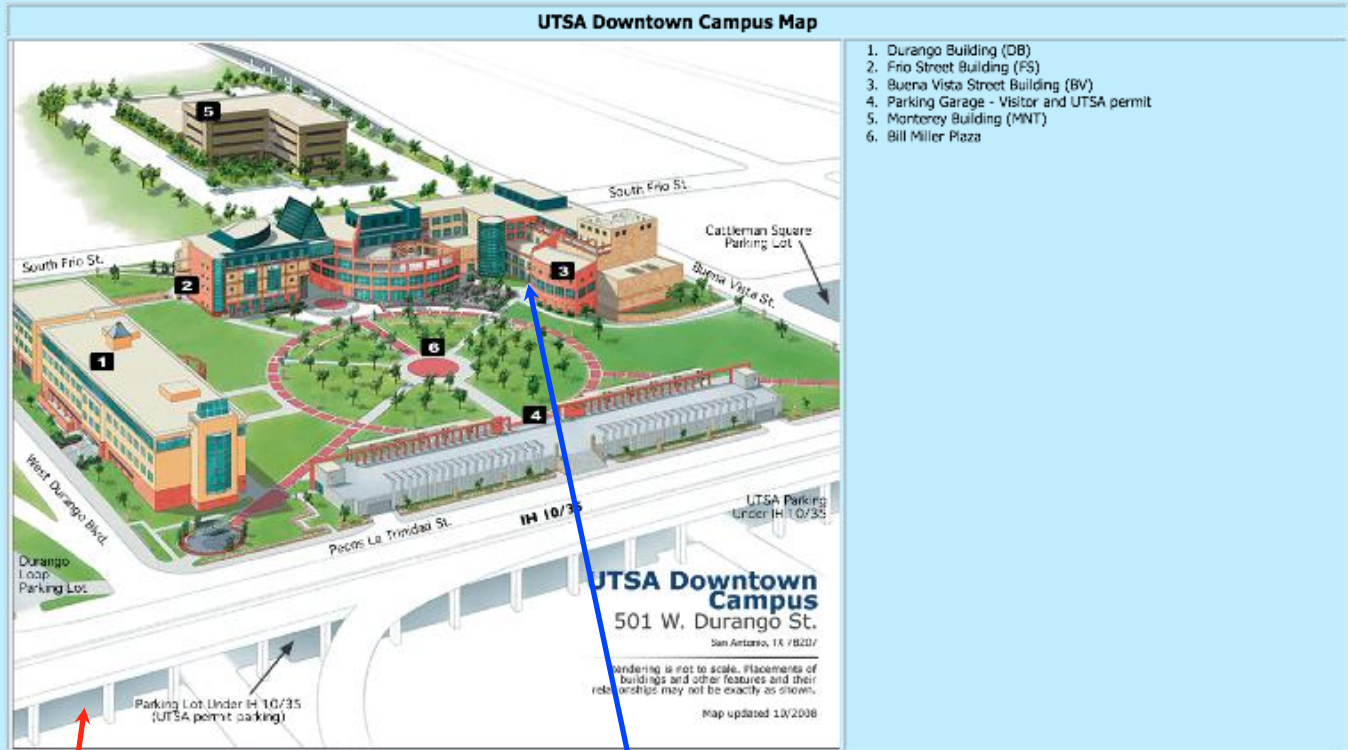 UTSA Downtown Campus Map
1. Durango Building (DB)
2. Frio Street Building (FS)
3. Buena Vista Street Building (BV)
4. Parking Garage - Visitor and UTSA permit
5. Monterey Building (MNT)
6. Bill Miller Plaza
5
South Frio St.
Cattleman Square
Parking Lot
South Frio St.
3
Buena Vista St.
2
1
6
4
West Durango Blvd.
UTSA Parking
Under IH 10/35
IH 10/35
Pecos La Trinidad St.
Durango
Loop
Parking Lot
UTSA Downtown
Campus
501 W. Durango St.
San Antonio, TX 78207
endering is not to scale. Placements of
buildings and other features and their
relationships may not be exactly as shown.
Parking Lot Under IH 10/35
(UTSA permit parking)
Map updated 10/2008